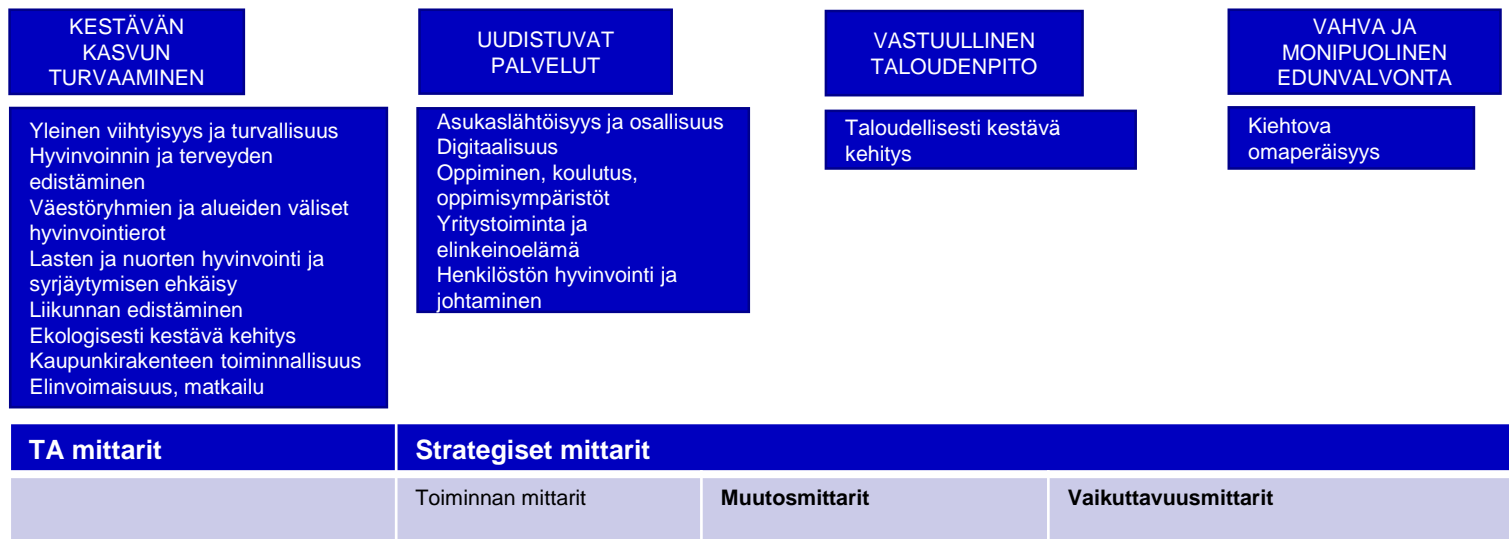 KESTÄVÄN
KASVUN
TURVAAMINEN
Yleinen viihtyisyys ja turvallisuus
Hyvinvoinnin ja terveyden
edistäminen
Väestöryhmien ja alueiden väliset
hyvinvointierot
Lasten ja nuorten hyvinvointi ja
syrjäytymisen ehkäisy
Liikunnan edistäminen
Ekologisesti kestävä kehitys
Kaupunkirakenteen toiminnallisuus
Elinvoimaisuus, matkailu
UUDISTUVAT
PALVELUT
Asukaslähtöisyys ja osallisuus
Digitaalisuus
Oppiminen, koulutus,
oppimisympäristöt
Yritystoiminta ja
elinkeinoelämä
Henkilöstön hyvinvointi ja
johtaminen
VASTUULLINEN
TALOUDENPITO
Taloudellisesti kestävä
kehitys
VAHVA JA
MONIPUOLINEN
EDUNVALVONTA
Kiehtova
omaperäisyys
TA mittarit
Strategiset mittarit
Toiminnan mittarit
Muutosmittarit
Vaikuttavuusmittarit